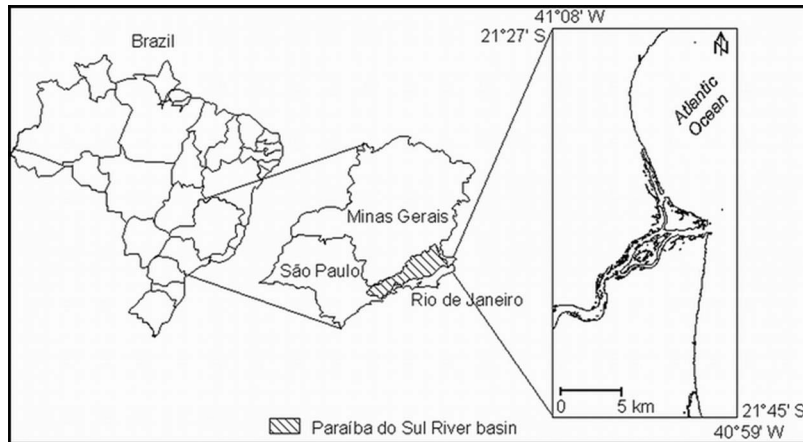 41°08' W
21°27' S
Brazil
N
Atlantic
Ocean
Minas Gerais
São Paulo
Rio de Janeiro
0 5 km
21°45' S
40°59' W
Paraíba do Sul River basin